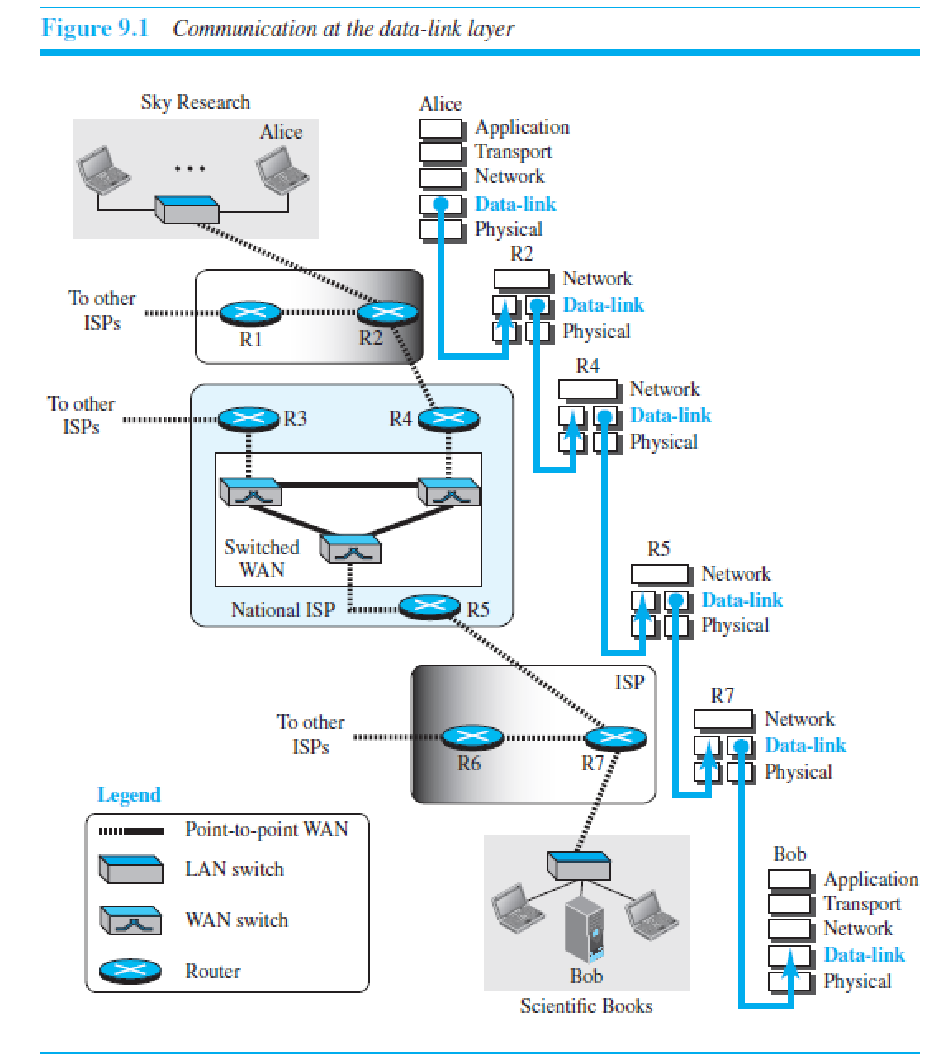 Figure 9.1 Communication at the data-link layer
Sky Research
Alice
To other
ISPs
R1
R2
To other
ISPs
R3
R4
Switched
WAN
National ISP
R5
ISP
To other
ISPs
R6
R7
Legend
Point-to-point WAN
LAN switch
WAN switch
Router
Bob
Scientific Books
Alice
Application
Transport
Network
Data-link
Physical
R2
Network
Data-link
Physical
R4
Network
Data-link
Physical
R5
Network
Data-link
Physical
R7
Network
Data-link
Physical
Bob
Application
Transport
Network
Data-link
Physical